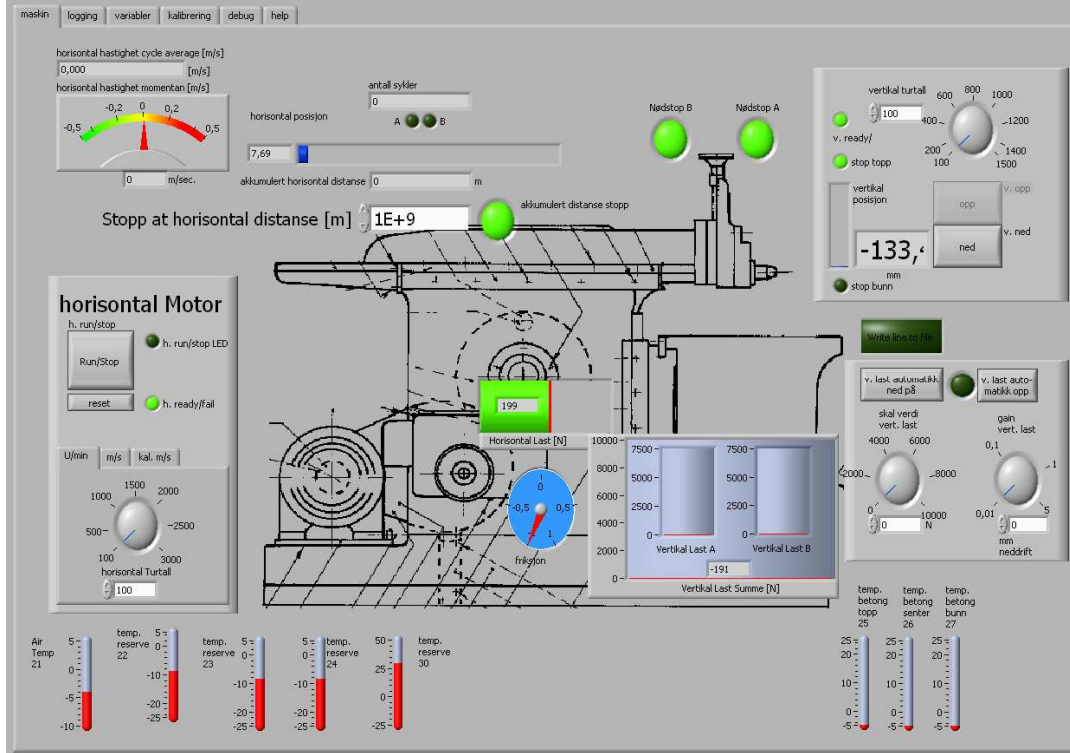 maskin logging variabler kalibrering debug help
horisontal hastighet cycle average [m/s]
0,000 [m/s]
horisontal hastighet momentan [m/s]
-0,5 -0,2 0 0,2 0,5
0 m/sec.
antall sykler
0
A B
horisontal posisjon
7,69
akkumulert horisontal distanse 0 m
Stopp at horisontal distanse [m] 1E+9
akkumulert distanse stopp
Nødstop B Nødstop A
vertikal turtall
100
100 200 400 600 800 1000 1200 1400 1500
v. ready/
stop topp
vertikal
posisjon
-133,
mm
stop bunn
opp v. opp
ned v. ned
horisontal Motor
h. run/stop
Run/Stop
h. run/stop LED
reset
h. ready/fail
U/min m/s kal. m/s
100 500 1000 1500 2000 2500 3000
horisontal Turtall
100
199
Horisontal Last [N]
-0,5 0 0,5 1
friksjon
10000
8000
6000
4000
2000
0
7500 7500
5000 5000
2500 2500
0 0
Vertikal Last A Vertikal Last B
-191
Vertikal Last Summe [N]
Write line to file
v. last automatikk
ned på
v. last auto-
matikk opp
skal verdi
vert. last
0 2000 4000 6000 8000 10000
0 N
gain
vert. last
0,01 0,1 1 5
0
mm
neddrift
Air
Temp
21
5
0
-5
-10
temp.
reserve
22
5
0
-10
-20
-25
temp.
reserve
23
5
0
-10
-20
-25
temp.
reserve
24
5
0
-10
-20
-25
temp.
reserve
30
50
25
0
-25
temp.
betong
topp
25
25
20
10
0
-5
temp.
betong
senter
26
25
20
10
0
-5
temp.
betong
bunn
27
25
20
10
0
-5